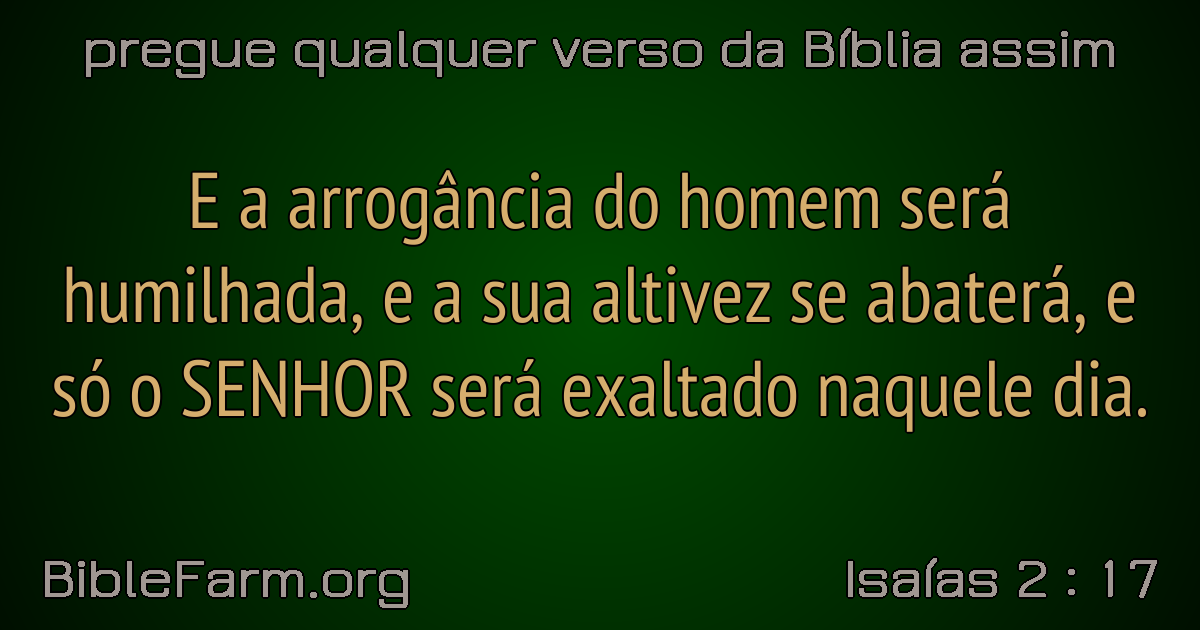 pregue qualquer verso da Bíblia assim
E a arrogância do homem será
humilhada, e a sua altivez se abaterá, e
só o SENHOR será exaltado naquele dia.
BibleFarm.org
Isaías 2 : 17